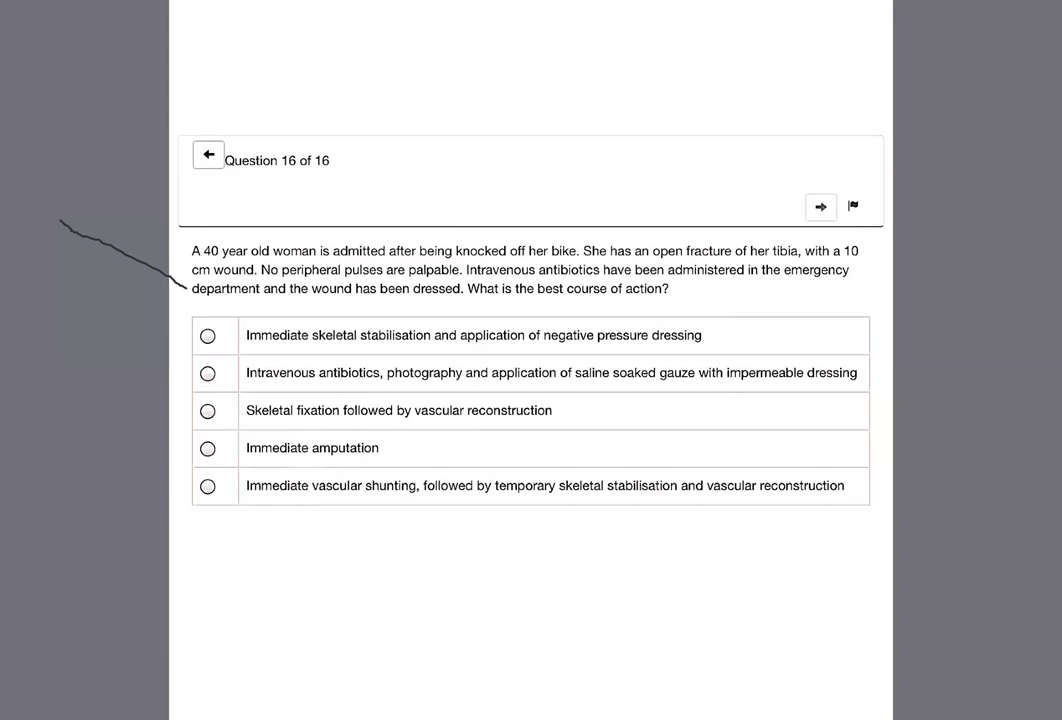 Question 16 of 16
A 40 year old woman is admitted after being knocked off her bike. She has an open fracture of her tibia, with a 10
cm wound. No peripheral pulses are palpable. Intravenous antibiotics have been administered in the emergency
department and the wound has been dressed. What is the best course of action?
Immediate skeletal stabilisation and application of negative pressure dressing
Intravenous antibiotics, photography and application of saline soaked gauze with impermeable dressing
Skeletal fixation followed by vascular reconstruction
Immediate amputation
Immediate vascular shunting, followed by temporary skeletal stabilisation and vascular reconstruction